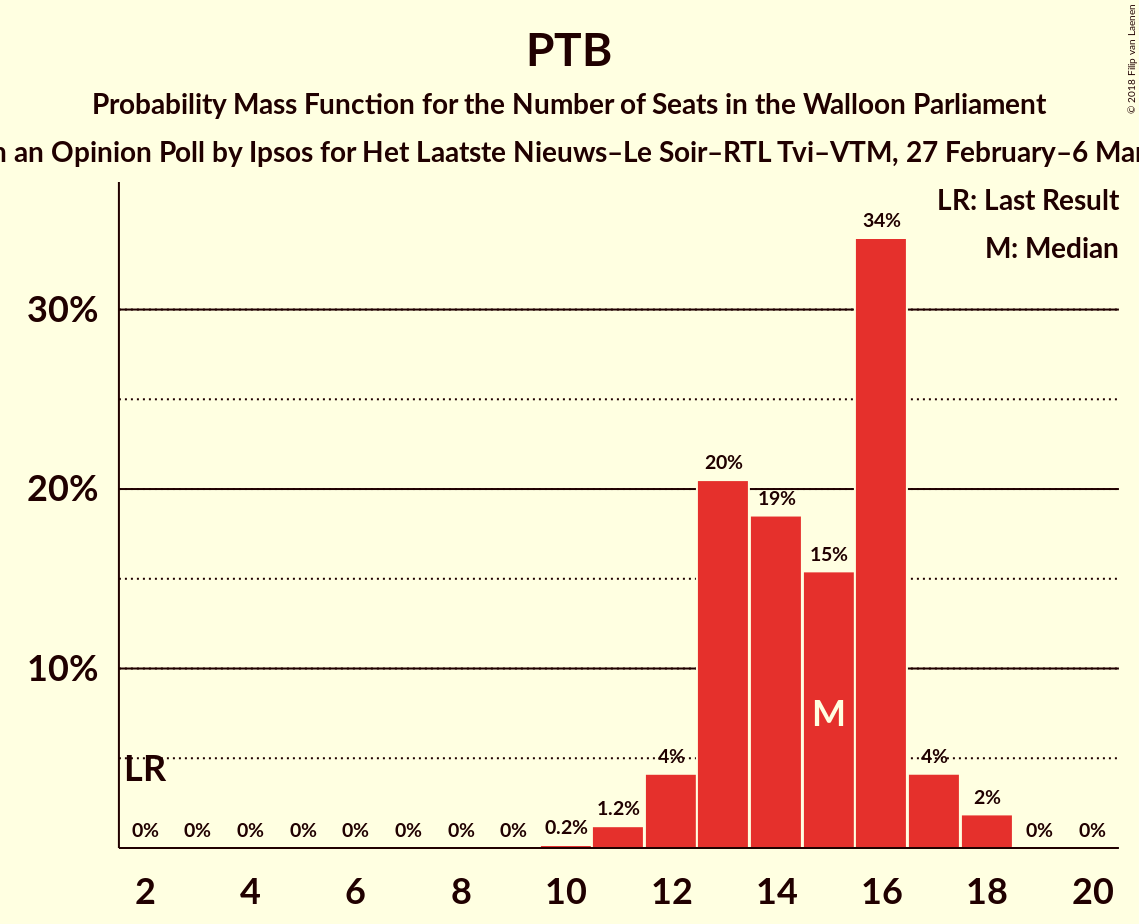 PTB
Probability Mass Function for the Number of Seats in the Walloon Parliament
an Opinion Poll by Ipsos for Het Laatste Nieuws–Le Soir–RTL Tvi–VTM, 27 February–6 Mar
© 2018 Filip van Laenen
LR: Last Result
M: Median
34%
30%
20%
20%
19%
15%
10%
M
LR
4%
4%
2%
1.2%
0.2%
0% 0% 0% 0% 0% 0% 0% 0% 0% 0%
2 4 6 8 10 12 14 16 18 20